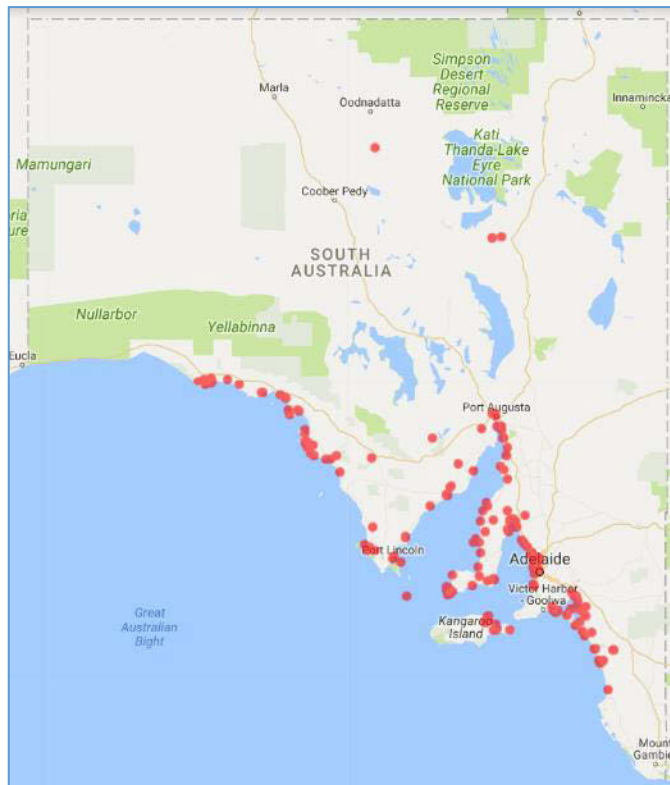 Simpson
Desert
Regional
Reserve
Marla
Oodnadatta
Innamincka
Kati
Thanda-Lake
Eyre
National Park
Mamungari
Coober Pedy
SOUTH
AUSTRALIA
Nullarbor
Yellabinna
Eucla
Port Augusta
Port Lincoln
Adelaide
Victor Harbor
Goolwa
Great
Australian
Bight
Kangaroo
Island
Mount
Gambie